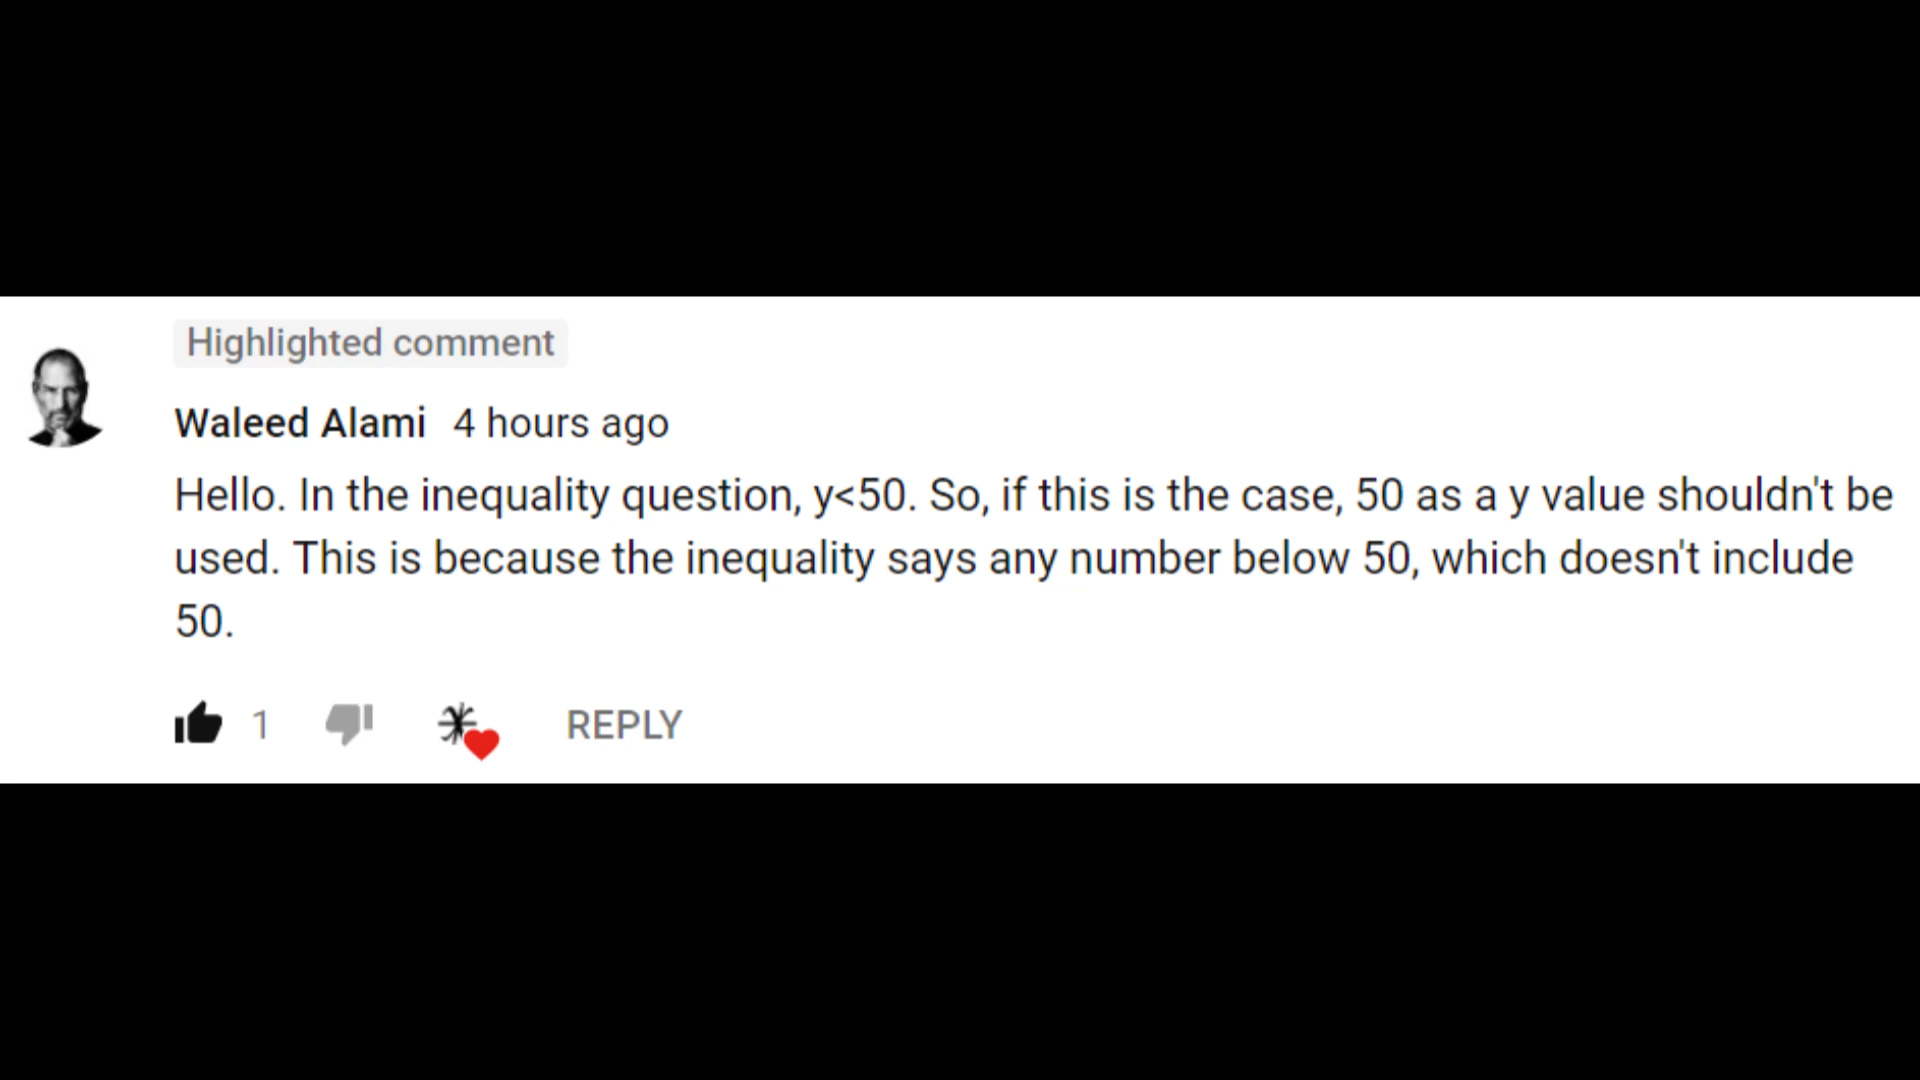 Highlighted comment
Waleed Alami 4 hours ago
Hello. In the inequality question, y<50. So, if this is the case, 50 as a y value shouldn't be
used. This is because the inequality says any number below 50, which doesn't include
50.
1 REPLY